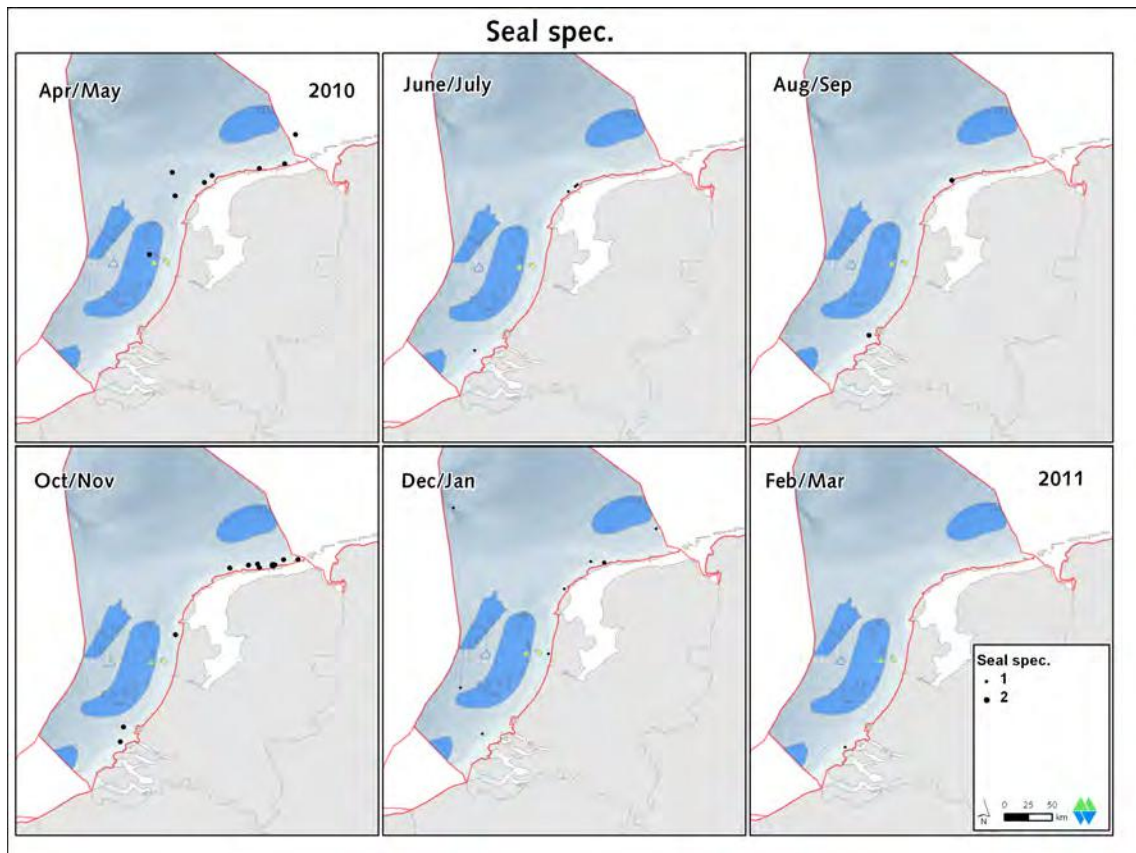 Seal spec.
Apr/May
2010
June/July
Aug/Sep
Oct/Nov
Dec/Jan
Feb/Mar
2011
Seal spec.
1
2
N
0 25 50
km